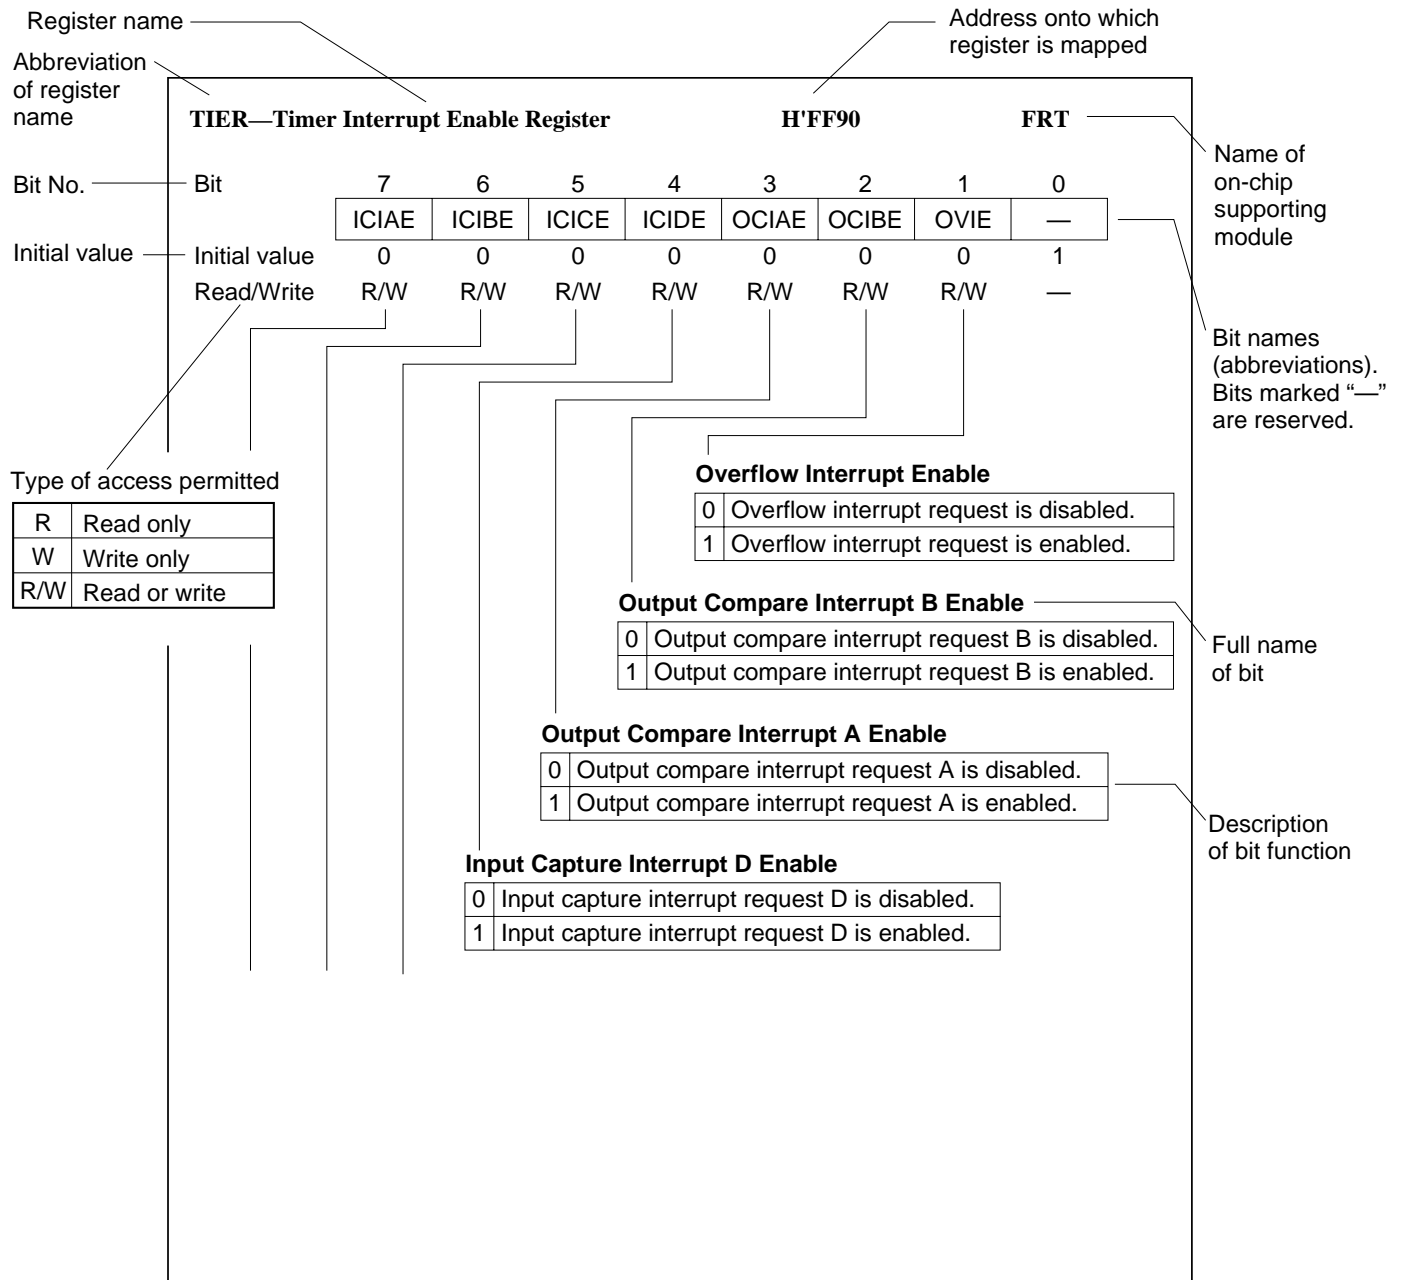 Register name
Address onto which
register is mapped
Abbreviation
of register
name
TIER—Timer Interrupt Enable Register H'FF90 FRT
Name of
on-chip
supporting
module
Bit No. Bit 7 6 5 4 3 2 1 0
ICIAE ICIBE ICICE ICIDE OCIAE OCIBE OVIE —
Initial value Initial value 0 0 0 0 0 0 0 1
Read/Write R/W R/W R/W R/W R/W R/W R/W —
Bit names
(abbreviations).
Bits marked “—”
are reserved.
Type of access permitted
R Read only
W Write only
R/W Read or write
Overflow Interrupt Enable
0 Overflow interrupt request is disabled.
1 Overflow interrupt request is enabled.
Output Compare Interrupt B Enable
0 Output compare interrupt request B is disabled.
1 Output compare interrupt request B is enabled.
Full name
of bit
Output Compare Interrupt A Enable
0 Output compare interrupt request A is disabled.
1 Output compare interrupt request A is enabled.
Description
of bit function
Input Capture Interrupt D Enable
0 Input capture interrupt request D is disabled.
1 Input capture interrupt request D is enabled.